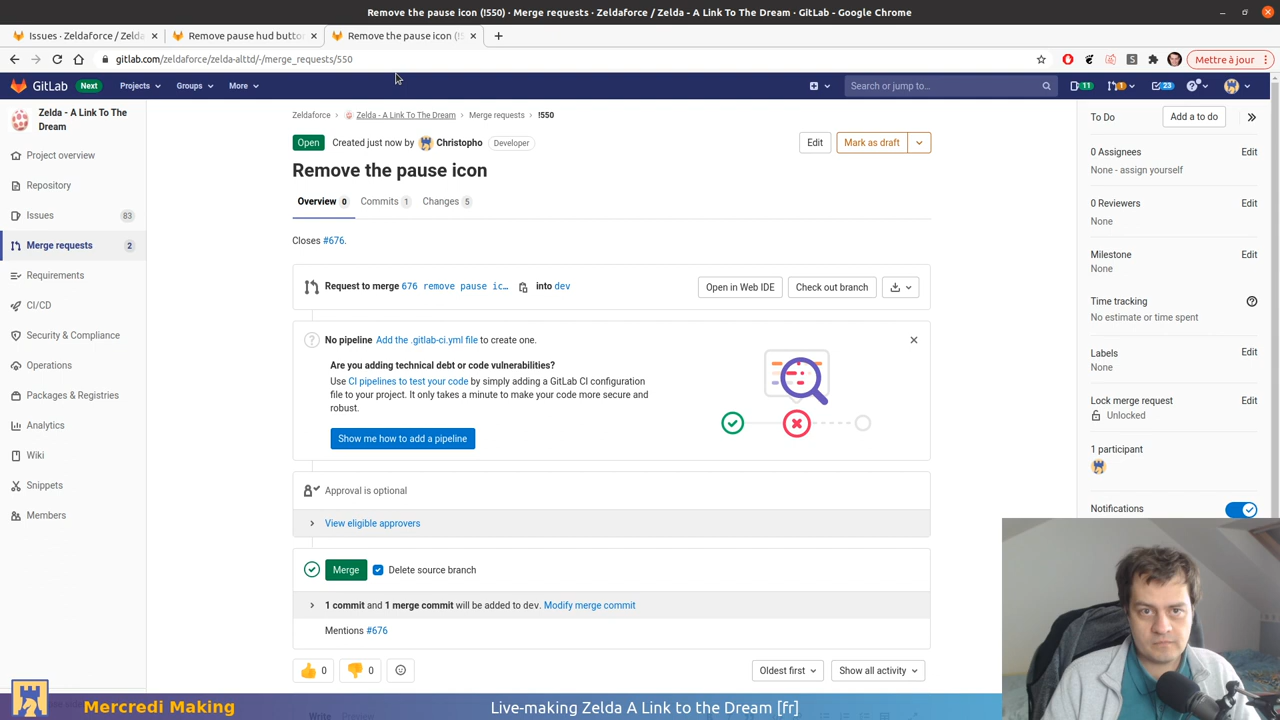 Remove the pause icon (!550) · Merge requests · Zeldaforce / Zelda - A Link To The Dream · GitLab - Google Chrome
Issues · Zeldaforce / Zelda
Remove pause hud butto
Remove the pause icon (!5
gitlab.com/zeldaforce/zelda-alttd/-/merge_requests/550
Mettre à jour
GitLab
Next
Projects
Groups
More
Search or jump to...
11
1
23
Zelda - A Link To The Dream
Project overview
Repository
Issues 83
Merge requests 2
Requirements
CI/CD
Security & Compliance
Operations
Packages & Registries
Analytics
Wiki
Snippets
Members
Zeldaforce
Zelda - A Link To The Dream
Merge requests
!550
Open Created just now by Christopho Developer
Edit
Mark as draft
Remove the pause icon
Overview 0
Commits 1
Changes 5
Closes #676.
Request to merge 676 remove pause ic… into dev
Open in Web IDE
Check out branch
No pipeline Add the .gitlab-ci.yml file to create one.
Are you adding technical debt or code vulnerabilities?
Use CI pipelines to test your code by simply adding a GitLab CI configuration
file to your project. It only takes a minute to make your code more secure and
robust.
Show me how to add a pipeline
Approval is optional
View eligible approvers
Merge
Delete source branch
1 commit and 1 merge commit will be added to dev. Modify merge commit
Mentions #676
0
0
Oldest first
Show all activity
Write Preview
To Do
Add a to do
0 Assignees Edit
None - assign yourself
0 Reviewers Edit
None
Milestone Edit
None
Time tracking
No estimate or time spent
Labels Edit
None
Lock merge request Edit
Unlocked
1 participant
Notifications
Mercredi Making
Live-making Zelda A Link to the Dream [fr]